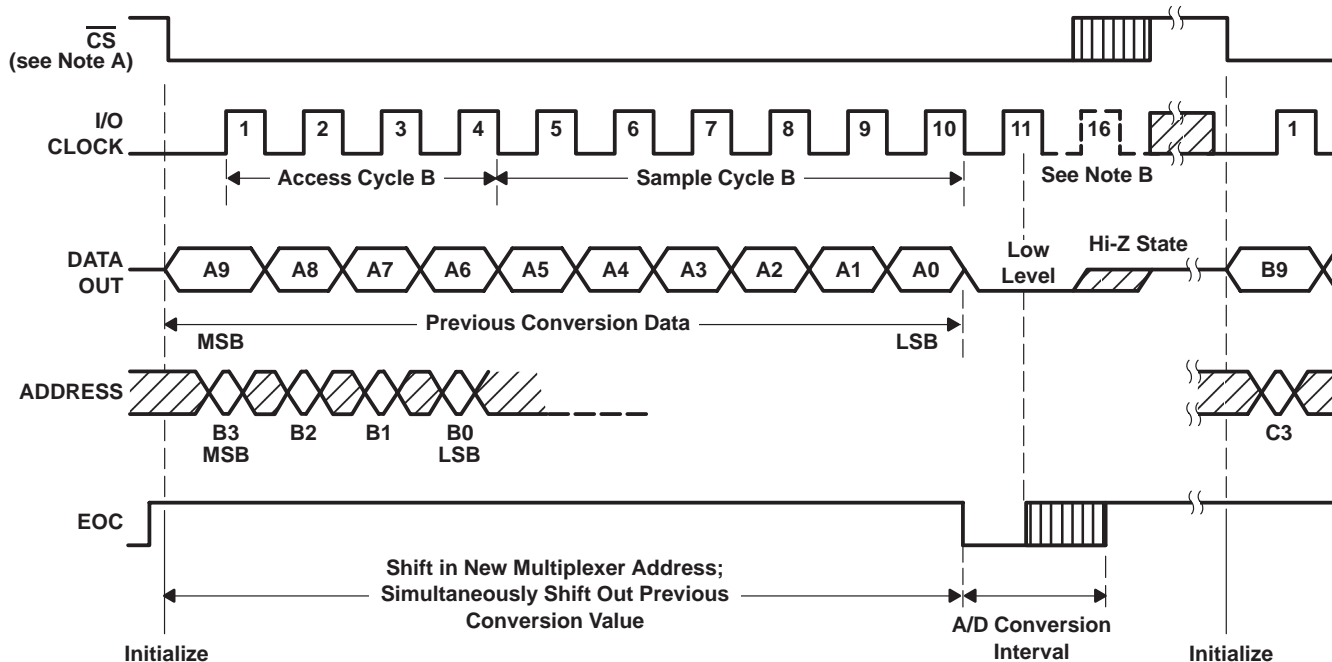 CS
(see Note A)
I/O
CLOCK
1 2 3 4 5 6 7 8 9 10 11 16 1
Access Cycle B
Sample Cycle B
See Note B
DATA
OUT
A9 A8 A7 A6 A5 A4 A3 A2 A1 A0
Low
Level
Hi-Z State
B9
Previous Conversion Data
MSB
LSB
ADDRESS
B3
MSB
B2
B1
B0
LSB
C3
EOC
Shift in New Multiplexer Address;
Simultaneously Shift Out Previous
Conversion Value
A/D Conversion
Interval
Initialize
Initialize